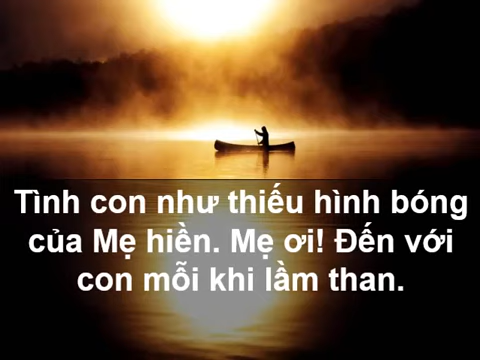 Tình con như thiếu hình bóng
của Mẹ hiền. Mẹ ơi! Đến với
con mỗi khi lầm than.